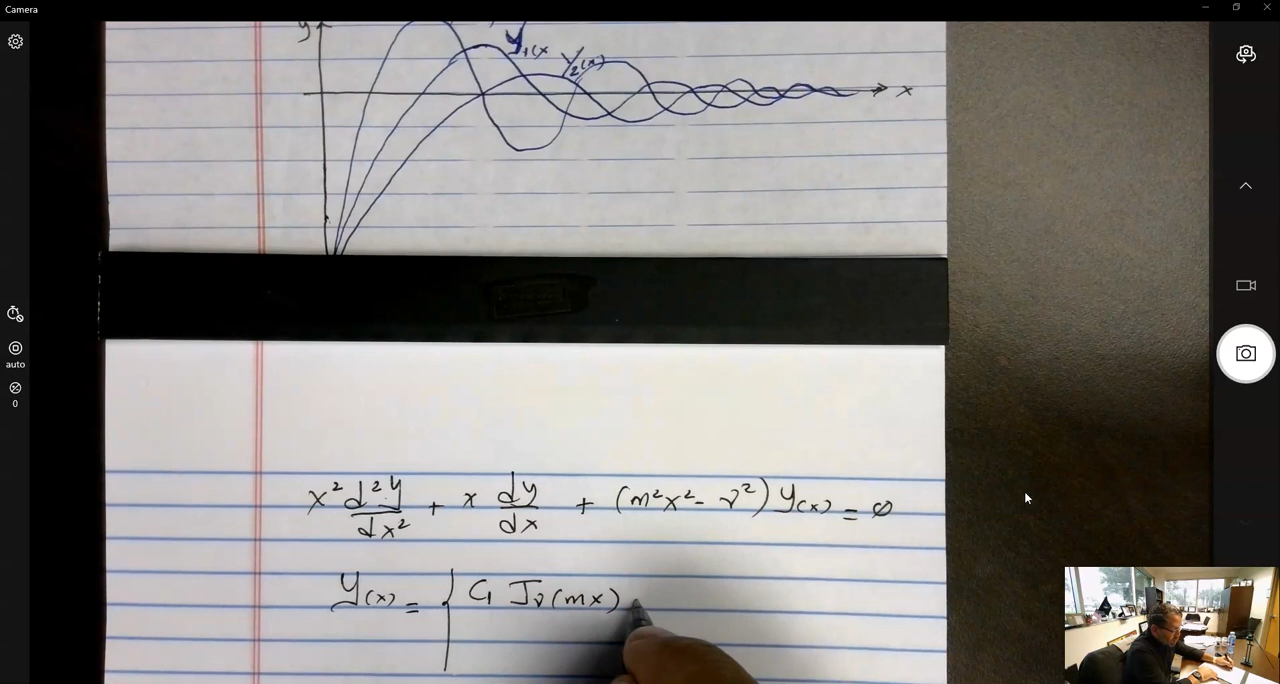 Camera
y
Y₁(x
Y₂(x)
x
auto
0
x² d²y/dx² + x dy/dx + (m²x² - ν²) y(x) = 0
y(x) = { C₁ Jν(mx)